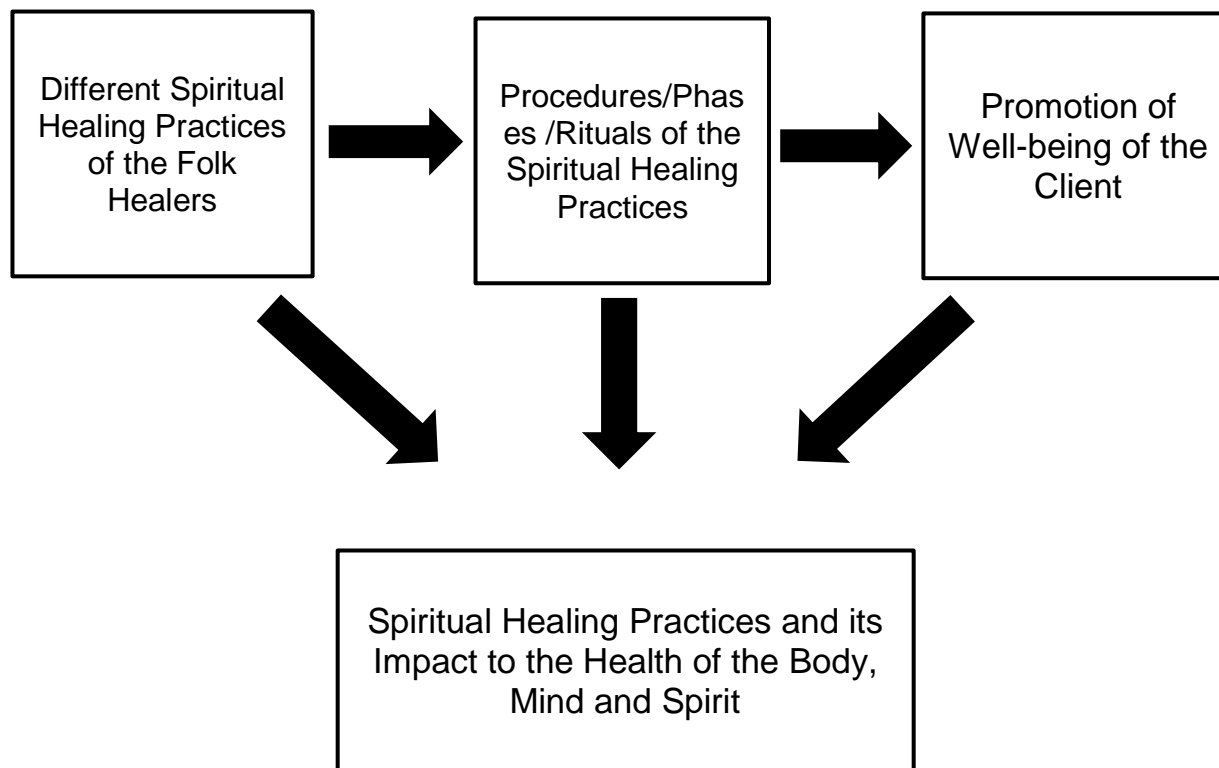 Different Spiritual
Healing Practices
of the Folk
Healers
Procedures/Phas
es /Rituals of the
Spiritual Healing
Practices
Promotion of
Well-being of the
Client
Spiritual Healing Practices and its
Impact to the Health of the Body,
Mind and Spirit